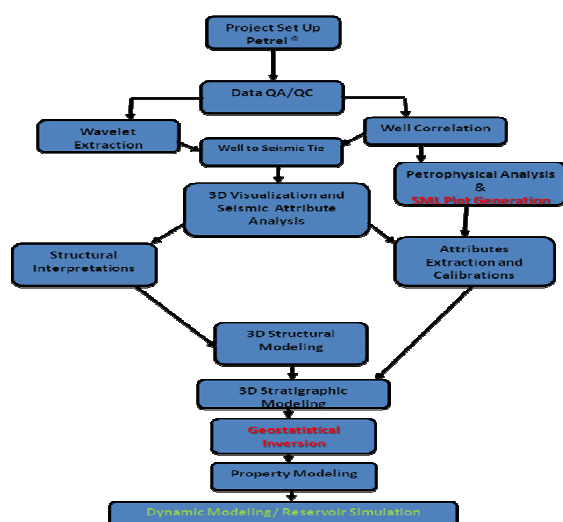 Project Set Up
Petrel ®
Data QA/QC
Wavelet
Extraction
Well Correlation
Well to Seismic Tie
Petrophysical Analysis
&
SML Plot Generation
3D Visualization and
Seismic Attribute
Analysis
Structural
Interpretations
Attributes
Extraction and
Calibrations
3D Structural
Modeling
3D Stratigraphic
Modeling
Geostatistical
Inversion
Property Modeling
Dynamic Modeling/ Reservoir Simulation